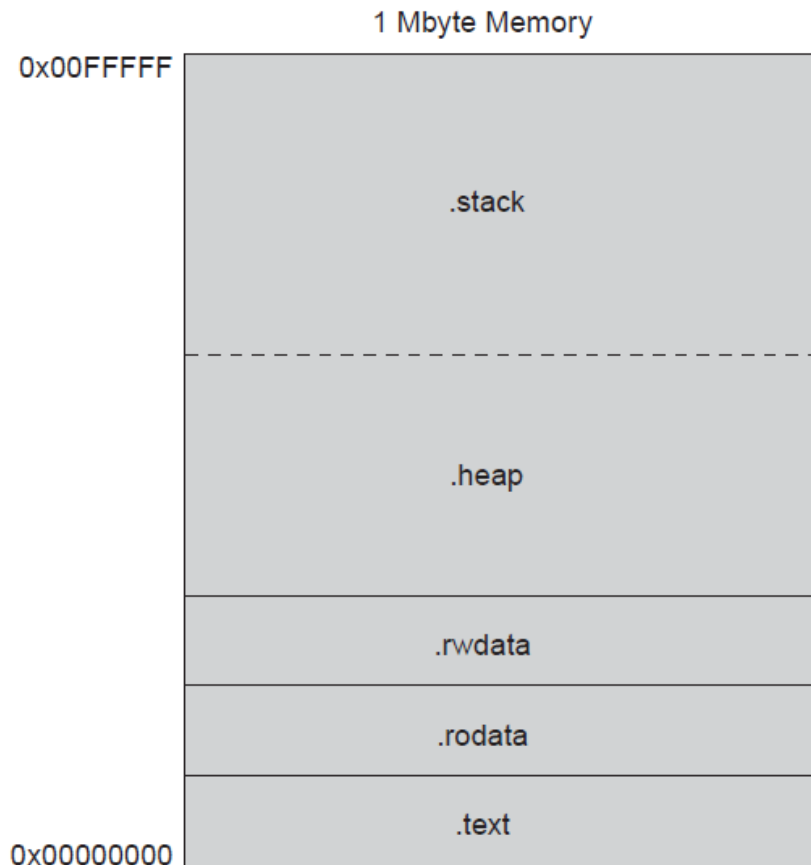 1 Mbyte Memory
0x00FFFFF
.stack
.heap
.rwdata
.rodata
.text
0x00000000